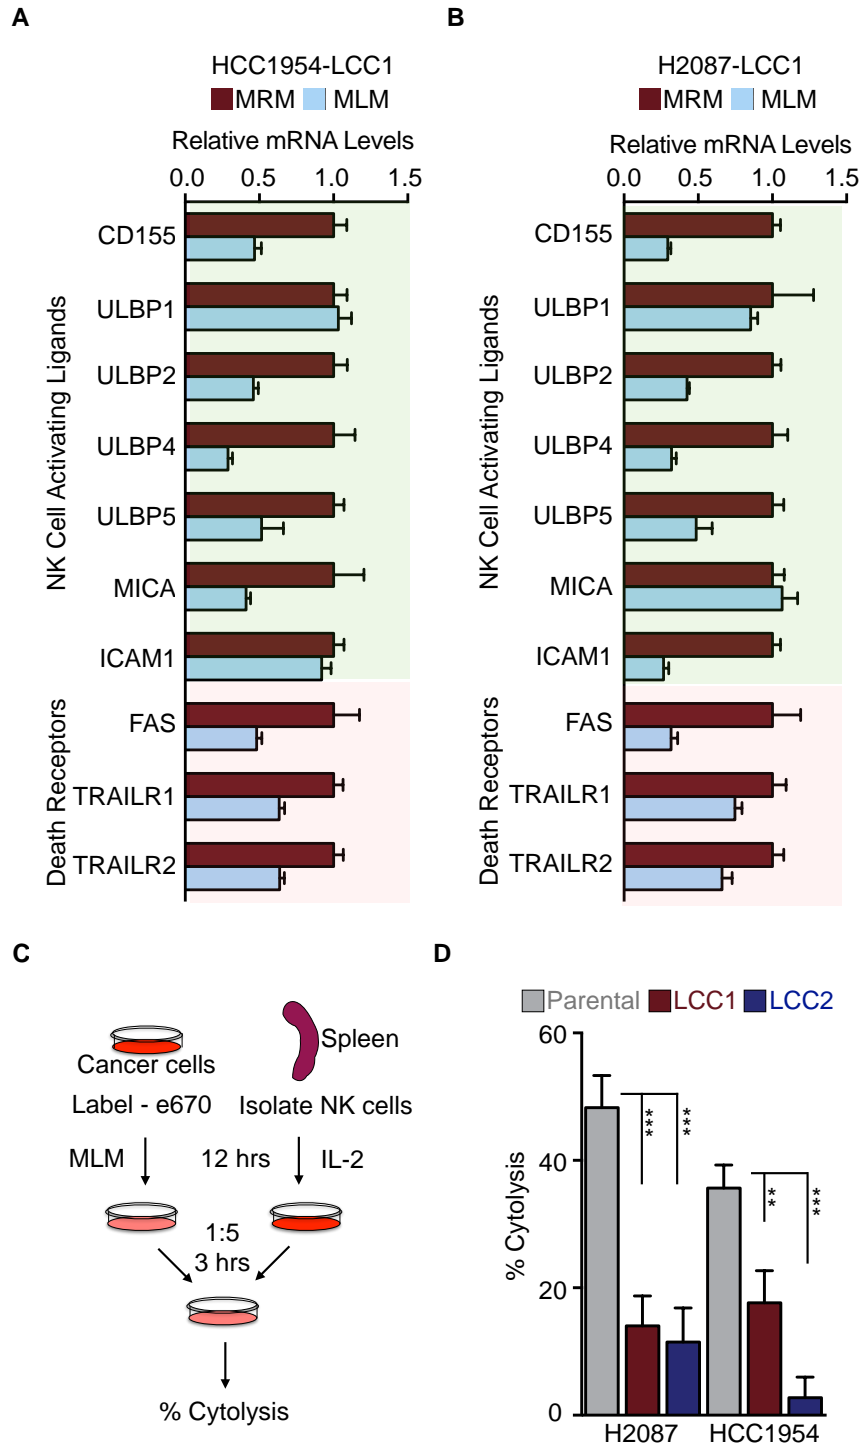 A
HCC1954-LCC1
MRM MLM
Relative mRNA Levels
0.0 0.5 1.0 1.5
NK Cell Activating Ligands
CD155
ULBP1
ULBP2
ULBP4
ULBP5
MICA
ICAM1
Death Receptors
FAS
TRAILR1
TRAILR2
B
H2087-LCC1
MRM MLM
Relative mRNA Levels
0.0 0.5 1.0 1.5
NK Cell Activating Ligands
CD155
ULBP1
ULBP2
ULBP4
ULBP5
MICA
ICAM1
Death Receptors
FAS
TRAILR1
TRAILR2
C
Spleen
Cancer cells
Label - e670 Isolate NK cells
MLM 12 hrs IL-2
1:5
3 hrs
% Cytolysis
D
Parental LCC1 LCC2
% Cytolysis
60
40
20
0
*** *** ** ***
H2087 HCC1954